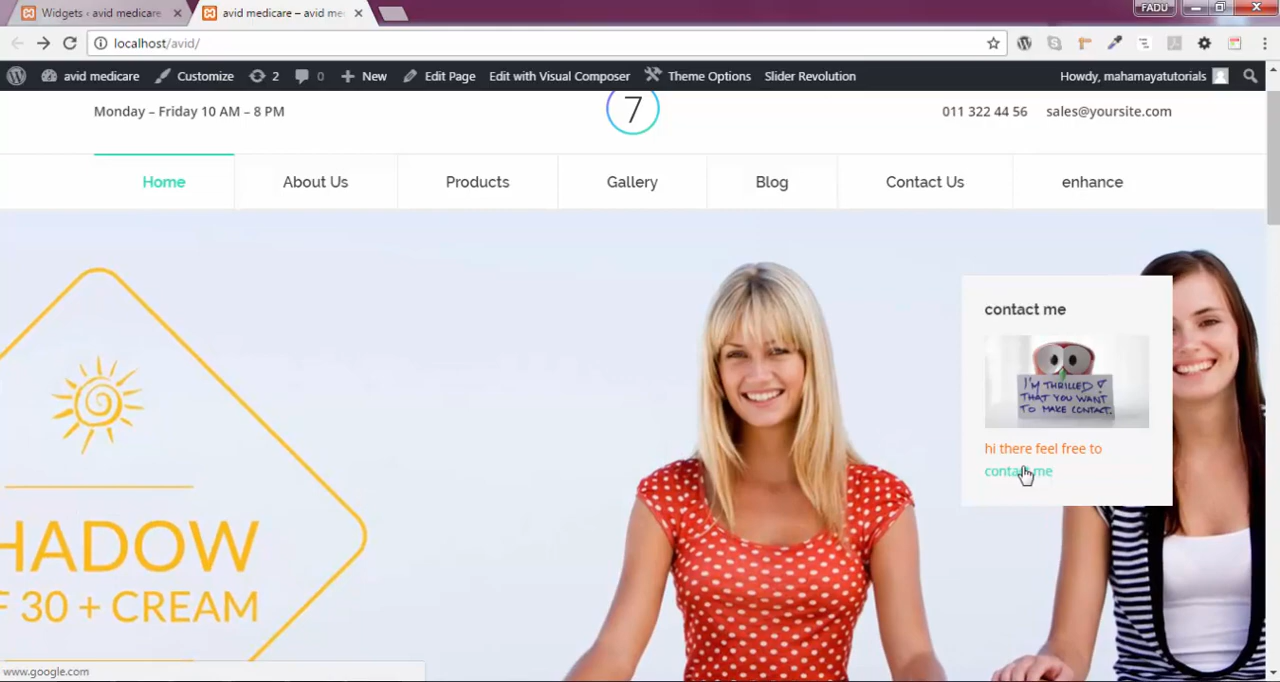 Widgets ‹ avid medicare
avid medicare – avid me
FADU
localhost/avid/
avid medicare
Customize
2
0
New
Edit Page
Edit with Visual Composer
Theme Options
Slider Revolution
Howdy, mahamayatutorials
Monday – Friday 10 AM – 8 PM
7
011 322 44 56
sales@yoursite.com
Home
About Us
Products
Gallery
Blog
Contact Us
enhance
contact me
I'M THRILLED
THAT YOU WANT
TO MAKE CONTACT.
hi there feel free to
contact me
HADOW
F 30 + CREAM
www.google.com